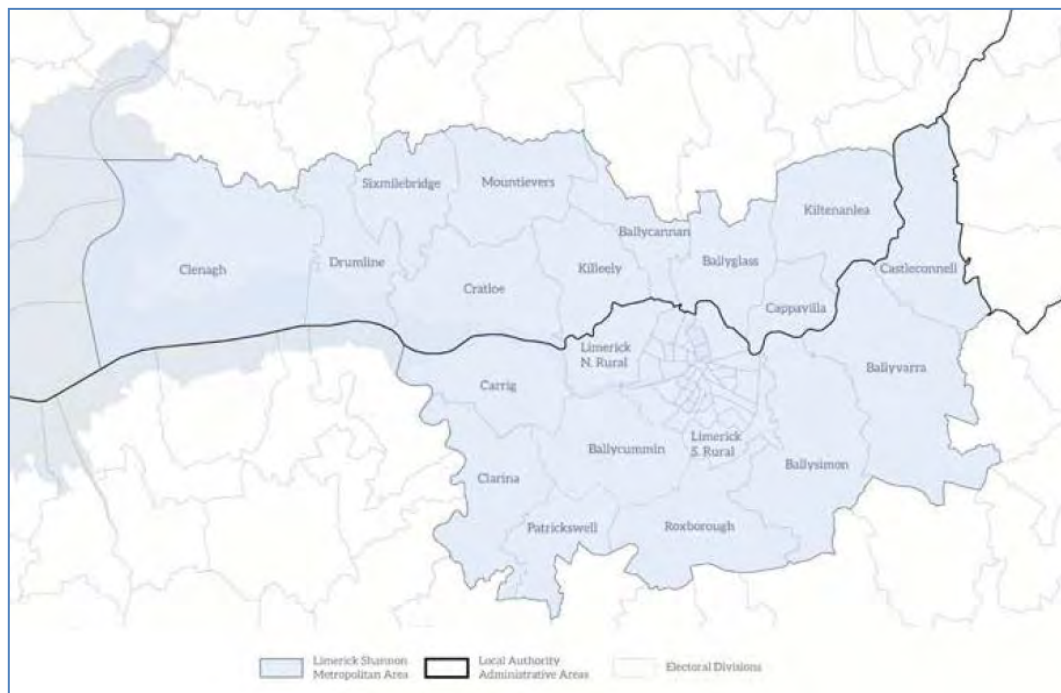 Sixmilebridge
Mountievers
Kiltenanlea
Ballycannan
Clenagh
Drumline
Killeely
Ballyglass
Castleconnell
Cratloe
Cappavilla
Limerick
N. Rural
Ballyvarra
Carrig
Limerick
S. Rural
Ballycummin
Ballysimon
Clarina
Patrickswell
Roxborough
Limerick Shannon
Metropolitan Area
Local Authority
Administrative Areas
Electoral Divisions